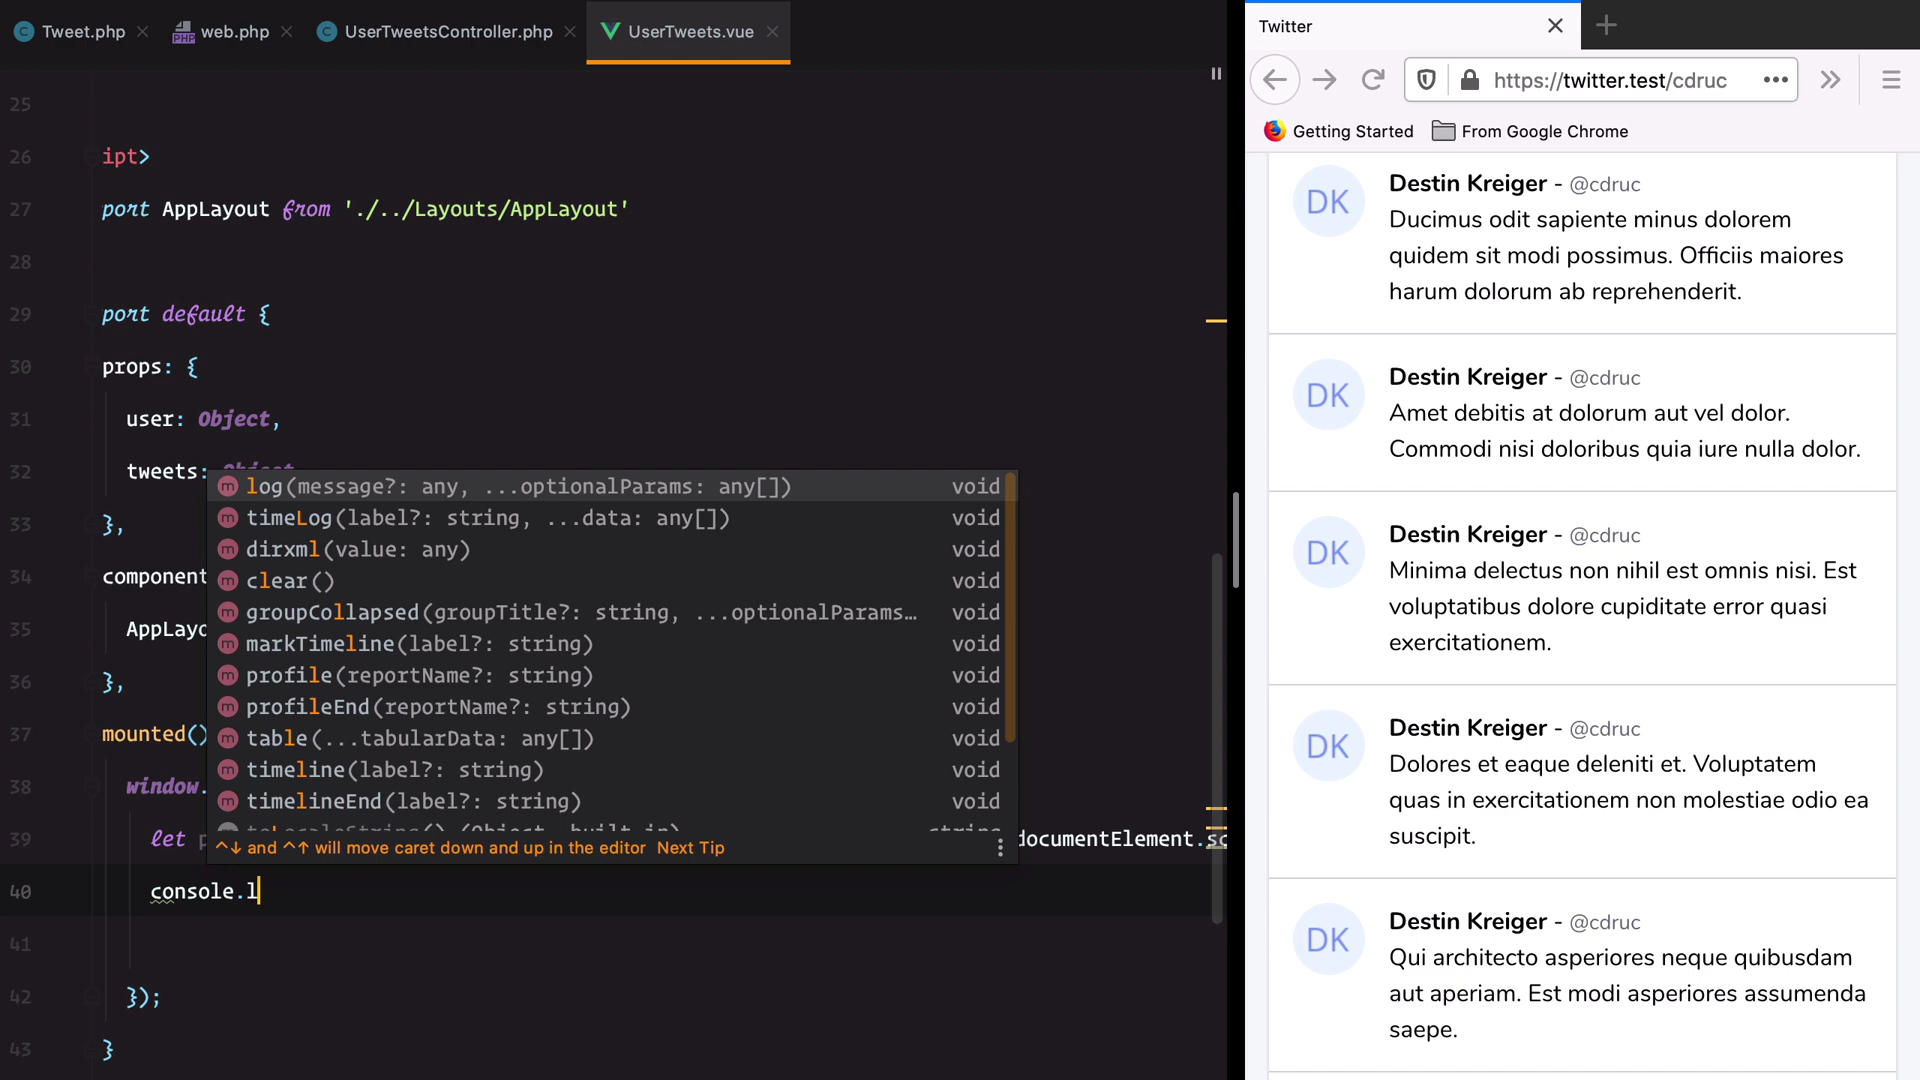 Tweet.php
web.php
UserTweetsController.php
UserTweets.vue
25
26 ipt>
27 port AppLayout from './../Layouts/AppLayout'
28
29 port default {
30 props: {
31 user: Object,
32 tweets: Object
33 },
34 component
35 AppLayo
36 },
37 mounted()
38 window.
39 let p documentElement.sc
40 console.l
41
42 });
43 }
log(message?: any, ...optionalParams: any[]) void
timeLog(label?: string, ...data: any[]) void
dirxml(value: any) void
clear() void
groupCollapsed(groupTitle?: string, ...optionalParams… void
markTimeline(label?: string) void
profile(reportName?: string) void
profileEnd(reportName?: string) void
table(...tabularData: any[]) void
timeline(label?: string) void
timelineEnd(label?: string) void
toLocaleString() (Object, built-in) string
^↓ and ^↑ will move caret down and up in the editor Next Tip
Twitter
https://twitter.test/cdruc
Getting Started
From Google Chrome
DK
Destin Kreiger - @cdruc
Ducimus odit sapiente minus dolorem
quidem sit modi possimus. Officiis maiores
harum dolorum ab reprehenderit.
DK
Destin Kreiger - @cdruc
Amet debitis at dolorum aut vel dolor.
Commodi nisi doloribus quia iure nulla dolor.
DK
Destin Kreiger - @cdruc
Minima delectus non nihil est omnis nisi. Est
voluptatibus dolore cupiditate error quasi
exercitationem.
DK
Destin Kreiger - @cdruc
Dolores et eaque deleniti et. Voluptatem
quas in exercitationem non molestiae odio ea
suscipit.
DK
Destin Kreiger - @cdruc
Qui architecto asperiores neque quibusdam
aut aperiam. Est modi asperiores assumenda
saepe.